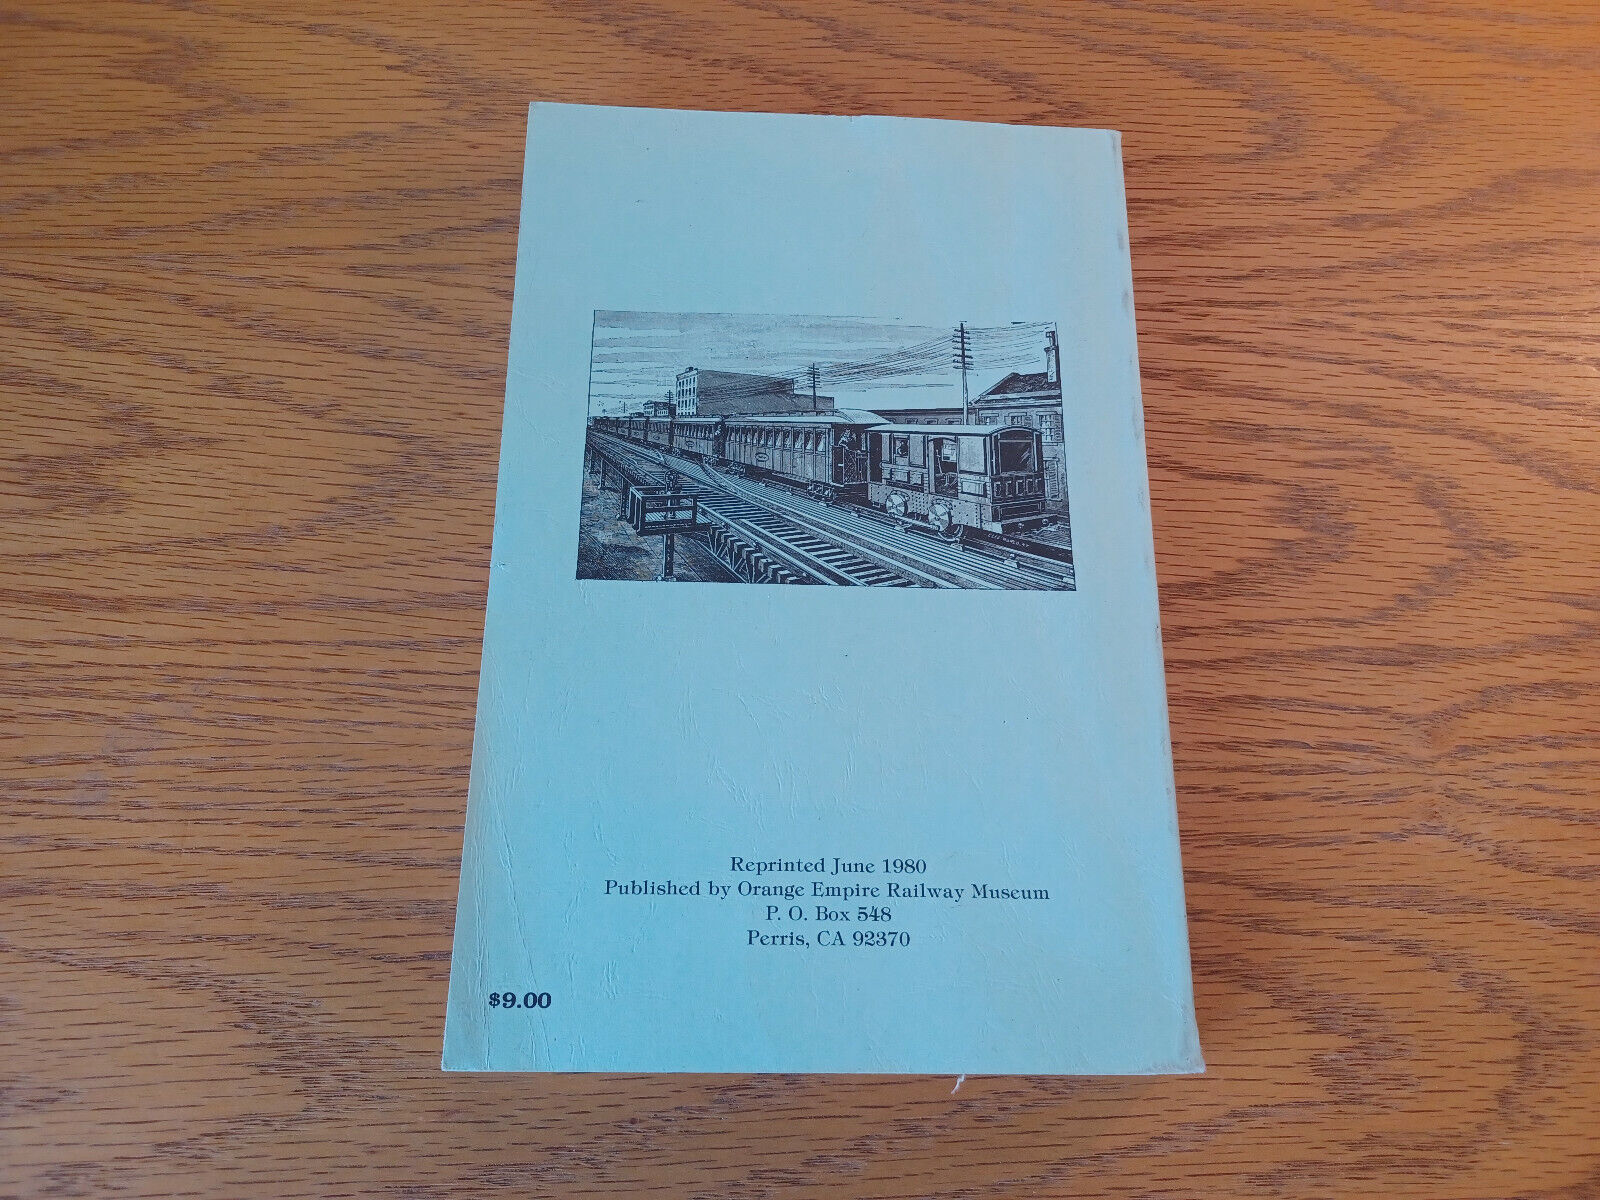 Reprinted June 1980
Published by Orange Empire Railway Museum
P. O. Box 548
Perris, CA 92370
$9.00